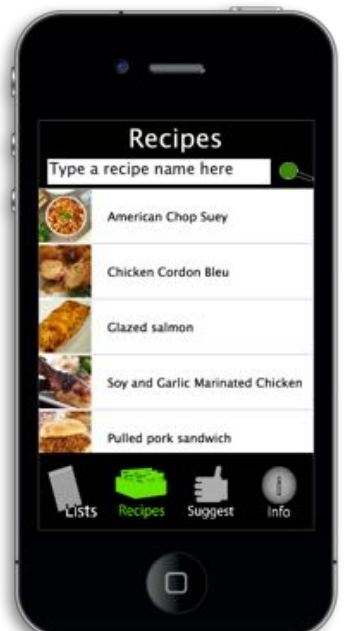 Recipes
Type a recipe name here
American Chop Suey
Chicken Cordon Bleu
Glazed salmon
Soy and Garlic Marinated Chicken
Pulled pork sandwich
Lists Recipes Suggest Info